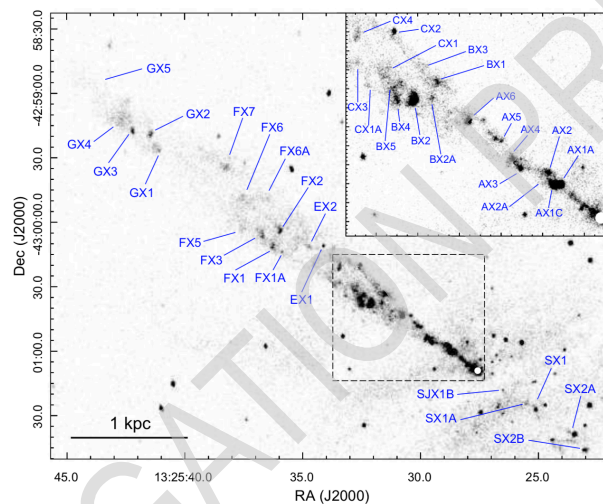 58:30.0
42:59:00.0
30.0
43:00:00.0
30.0
01:00.0
30.0
Dec (J2000)
45.0
13:25:40.0
35.0
30.0
25.0
RA (J2000)
1 kpc
GX5
GX4
GX3
GX2
GX1
FX7
FX6
FX6A
FX2
EX2
FX5
FX3
FX1
FX1A
EX1
SJX1B
SX1
SX1A
SX2A
SX2B
CX4
CX2
CX1
BX3
BX1
CX3
CX1A
BX5
BX4
BX2
BX2A
AX6
AX5
AX4
AX3
AX2
AX1A
AX2A
AX1C